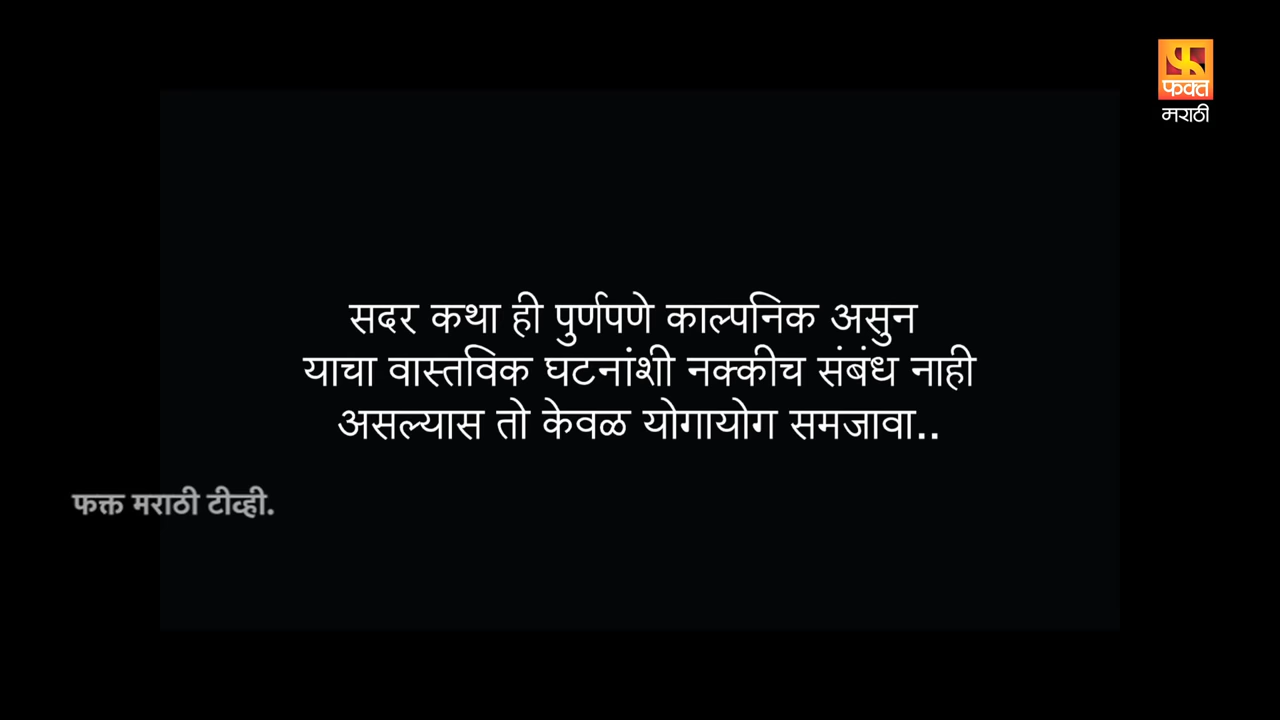 फक्त
मराठी
सदर कथा ही पुर्णपणे काल्पनिक असुन
याचा वास्तविक घटनांशी नक्कीच संबंध नाही
असल्यास तो केवळ योगायोग समजावा..
फक्त मराठी टीव्ही.